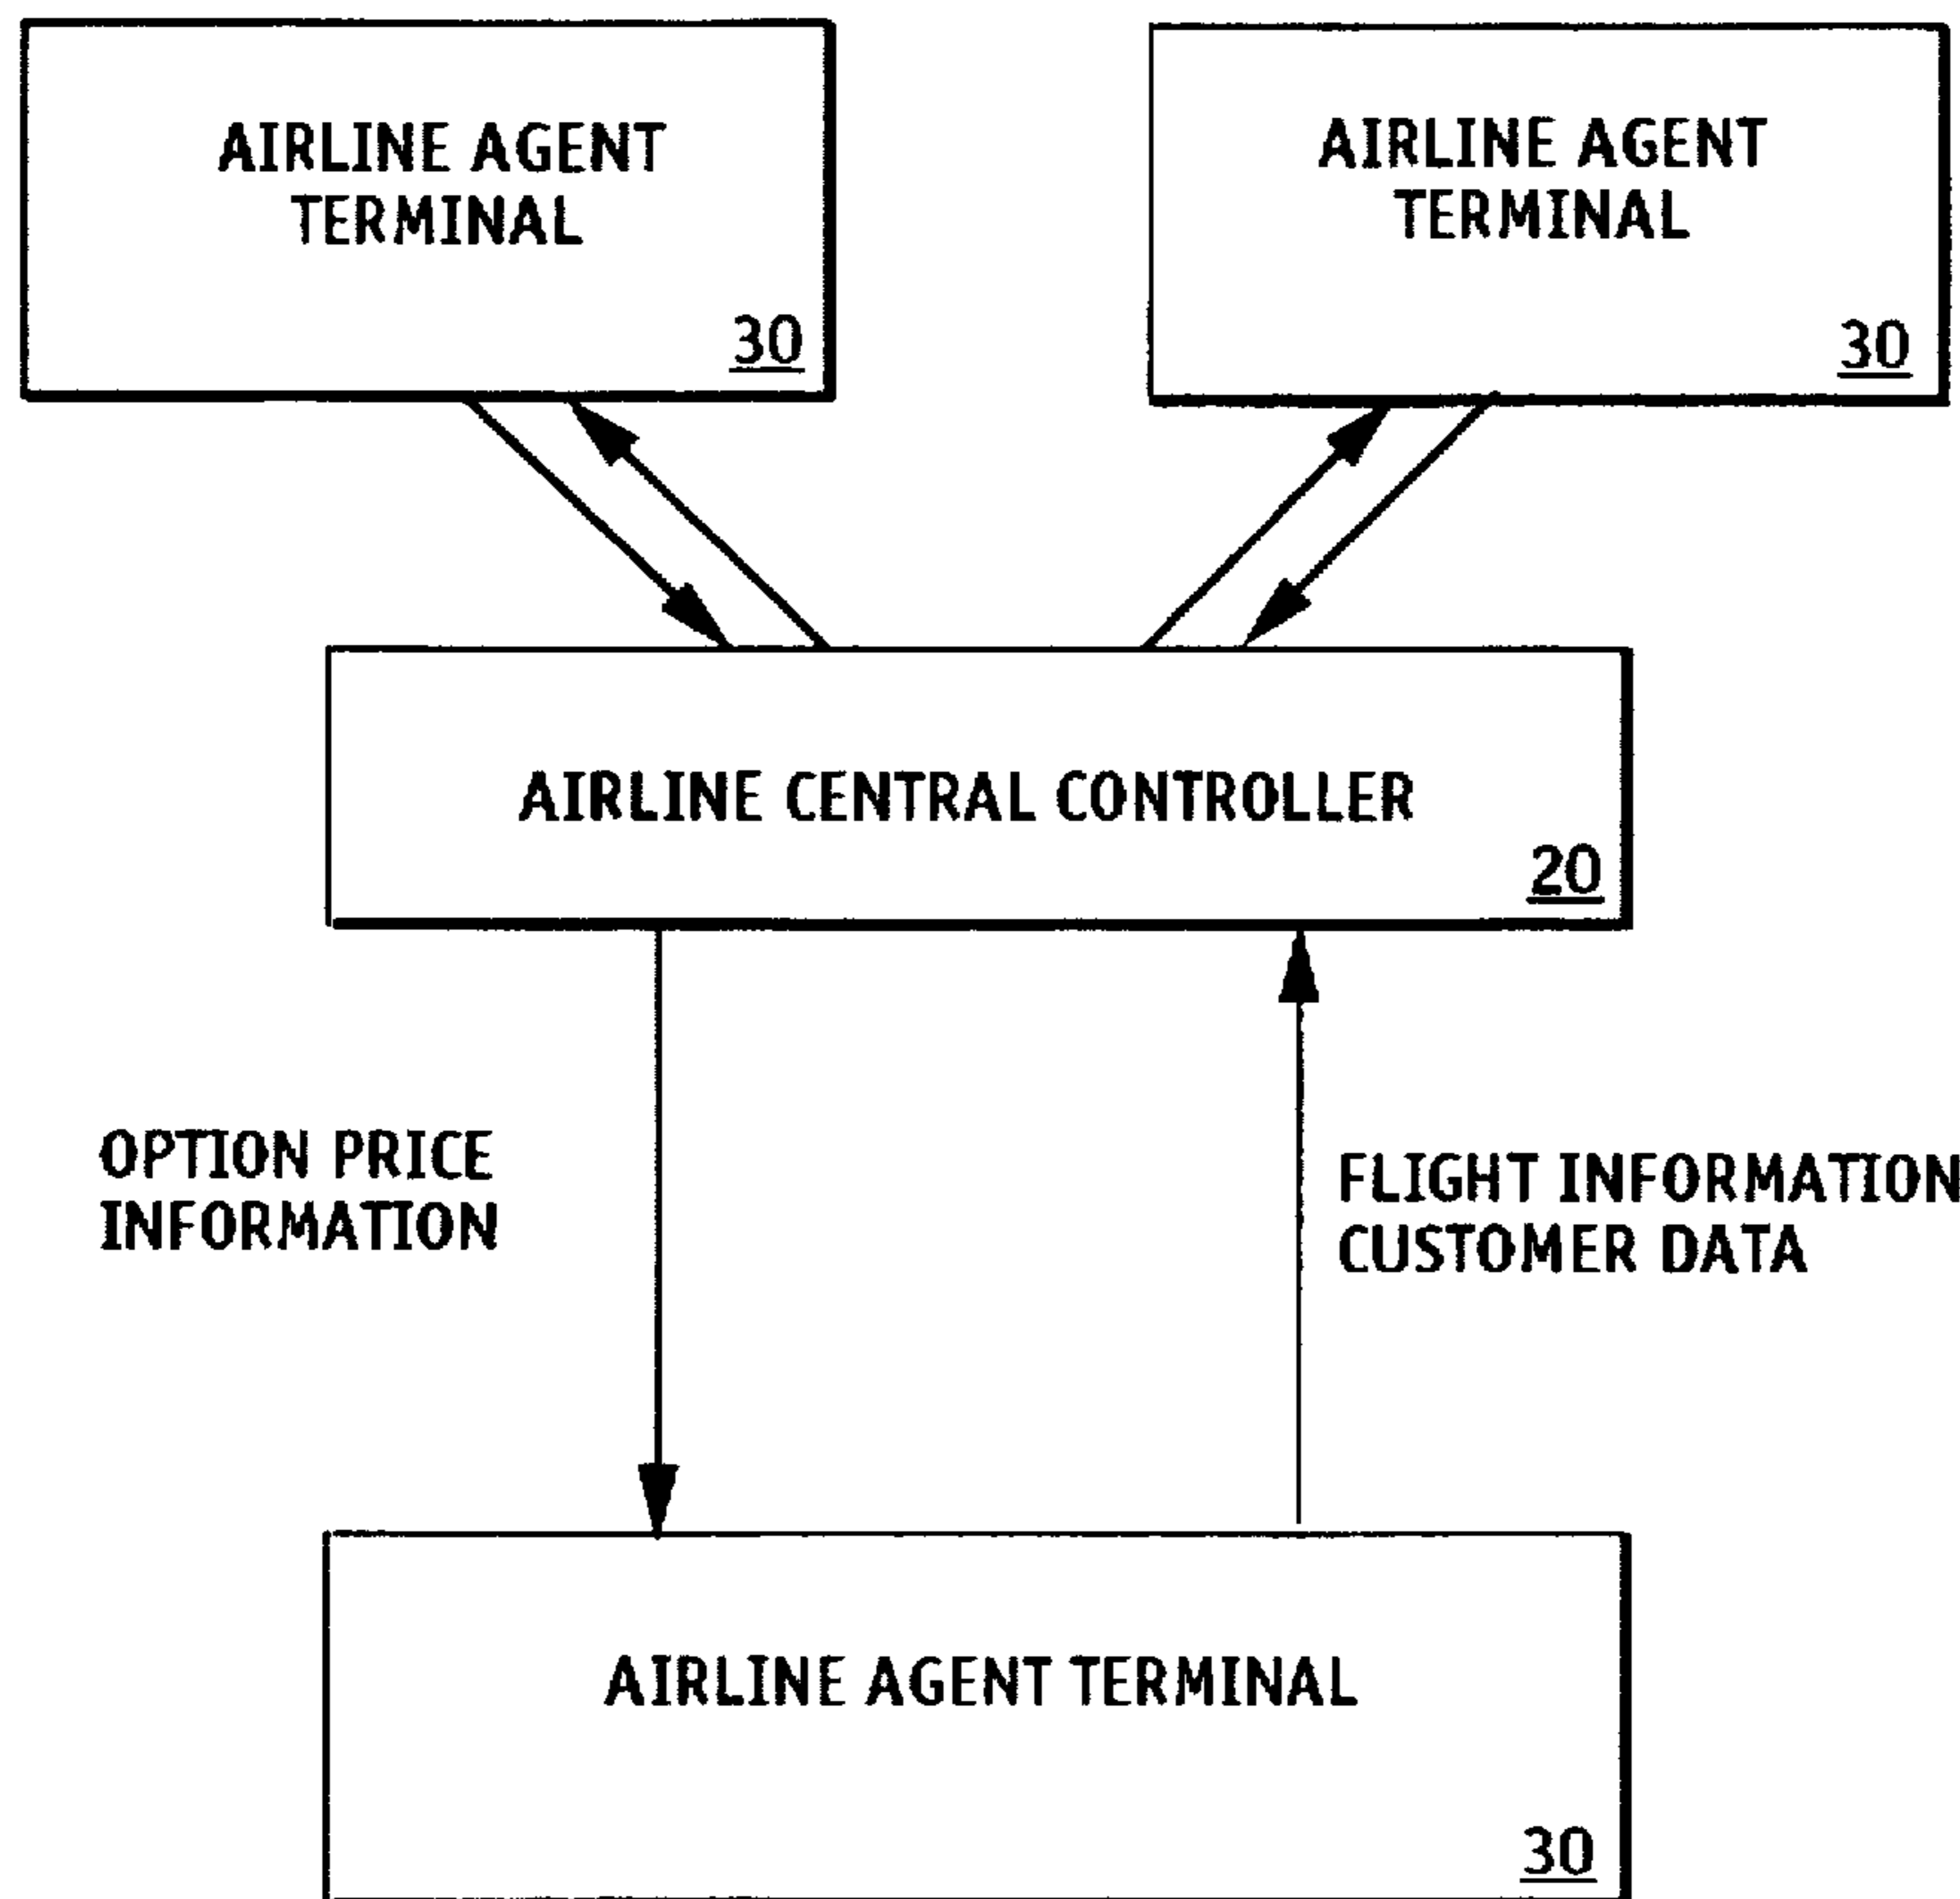 AIRLINE AGENT
TERMINAL
30
AIRLINE AGENT
TERMINAL
30
AIRLINE CENTRAL CONTROLLER
20
OPTION PRICE
INFORMATION
FLIGHT INFORMATION
CUSTOMER DATA
AIRLINE AGENT TERMINAL
30